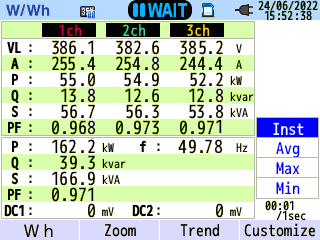 W/Wh WAIT 24/06/2022
15:52:38
1ch 2ch 3ch
VL: 386.1 382.6 385.2 V
A: 255.4 254.8 244.4 A
P: 55.0 54.9 52.2 kW
Q: 13.8 12.6 12.8 kvar
S: 56.7 56.3 53.8 kVA
PF: 0.968 0.973 0.971
P: 162.2 kW f: 49.78 Hz
Q: 39.3 kvar
S: 166.9 kVA
PF: 0.971
DC1: 0 mV DC2: 0 mV
Inst
Avg
Max
Min
00:01
/1sec
Wh Zoom Trend Customize